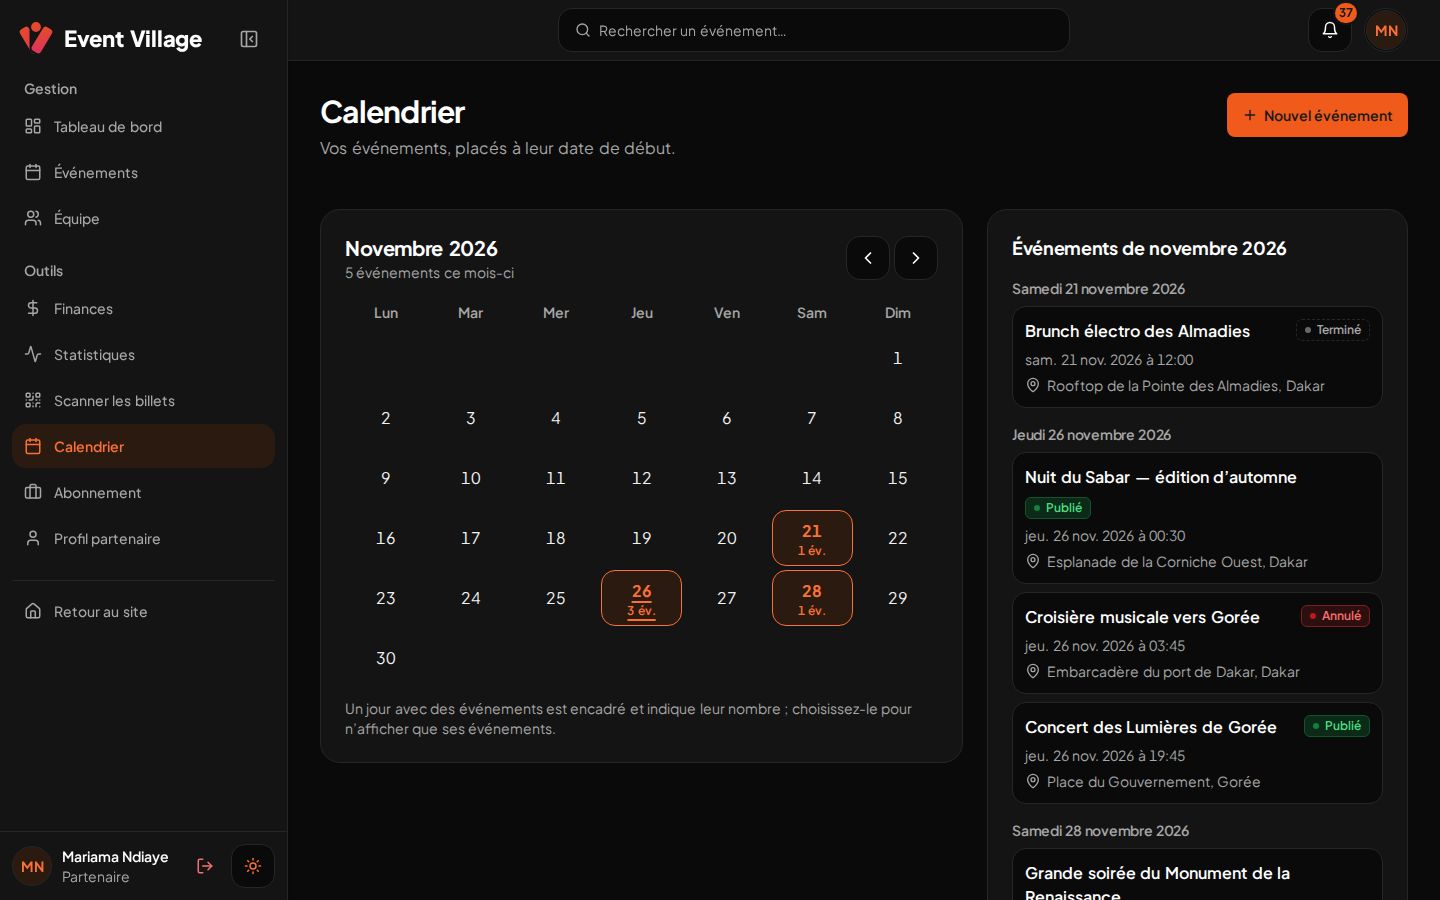 Event Village
Gestion
Tableau de bord
Événements
Équipe
Outils
Finances
Statistiques
Scanner les billets
Calendrier
Abonnement
Profil partenaire
Retour au site
MN
Mariama Ndiaye
Partenaire
Rechercher un événement...
37
MN
Calendrier
Vos événements, placés à leur date de début.
Nouvel événement
Novembre 2026
5 événements ce mois-ci
Lun Mar Mer Jeu Ven Sam Dim
1
2 3 4 5 6 7 8
9 10 11 12 13 14 15
16 17 18 19 20 21 22
1 év.
23 24 25 26 27 28 29
3 év. 1 év.
30
Un jour avec des événements est encadré et indique leur nombre ; choisissez-le pour
n’afficher que ses événements.
Événements de novembre 2026
Samedi 21 novembre 2026
Brunch électro des Almadies Terminé
sam. 21 nov. 2026 à 12:00
Rooftop de la Pointe des Almadies, Dakar
Jeudi 26 novembre 2026
Nuit du Sabar — édition d’automne
Publié
jeu. 26 nov. 2026 à 00:30
Esplanade de la Corniche Ouest, Dakar
Croisière musicale vers Gorée Annulé
jeu. 26 nov. 2026 à 03:45
Embarcadère du port de Dakar, Dakar
Concert des Lumières de Gorée Publié
jeu. 26 nov. 2026 à 19:45
Place du Gouvernement, Gorée
Samedi 28 novembre 2026
Grande soirée du Monument de la
Renaissance